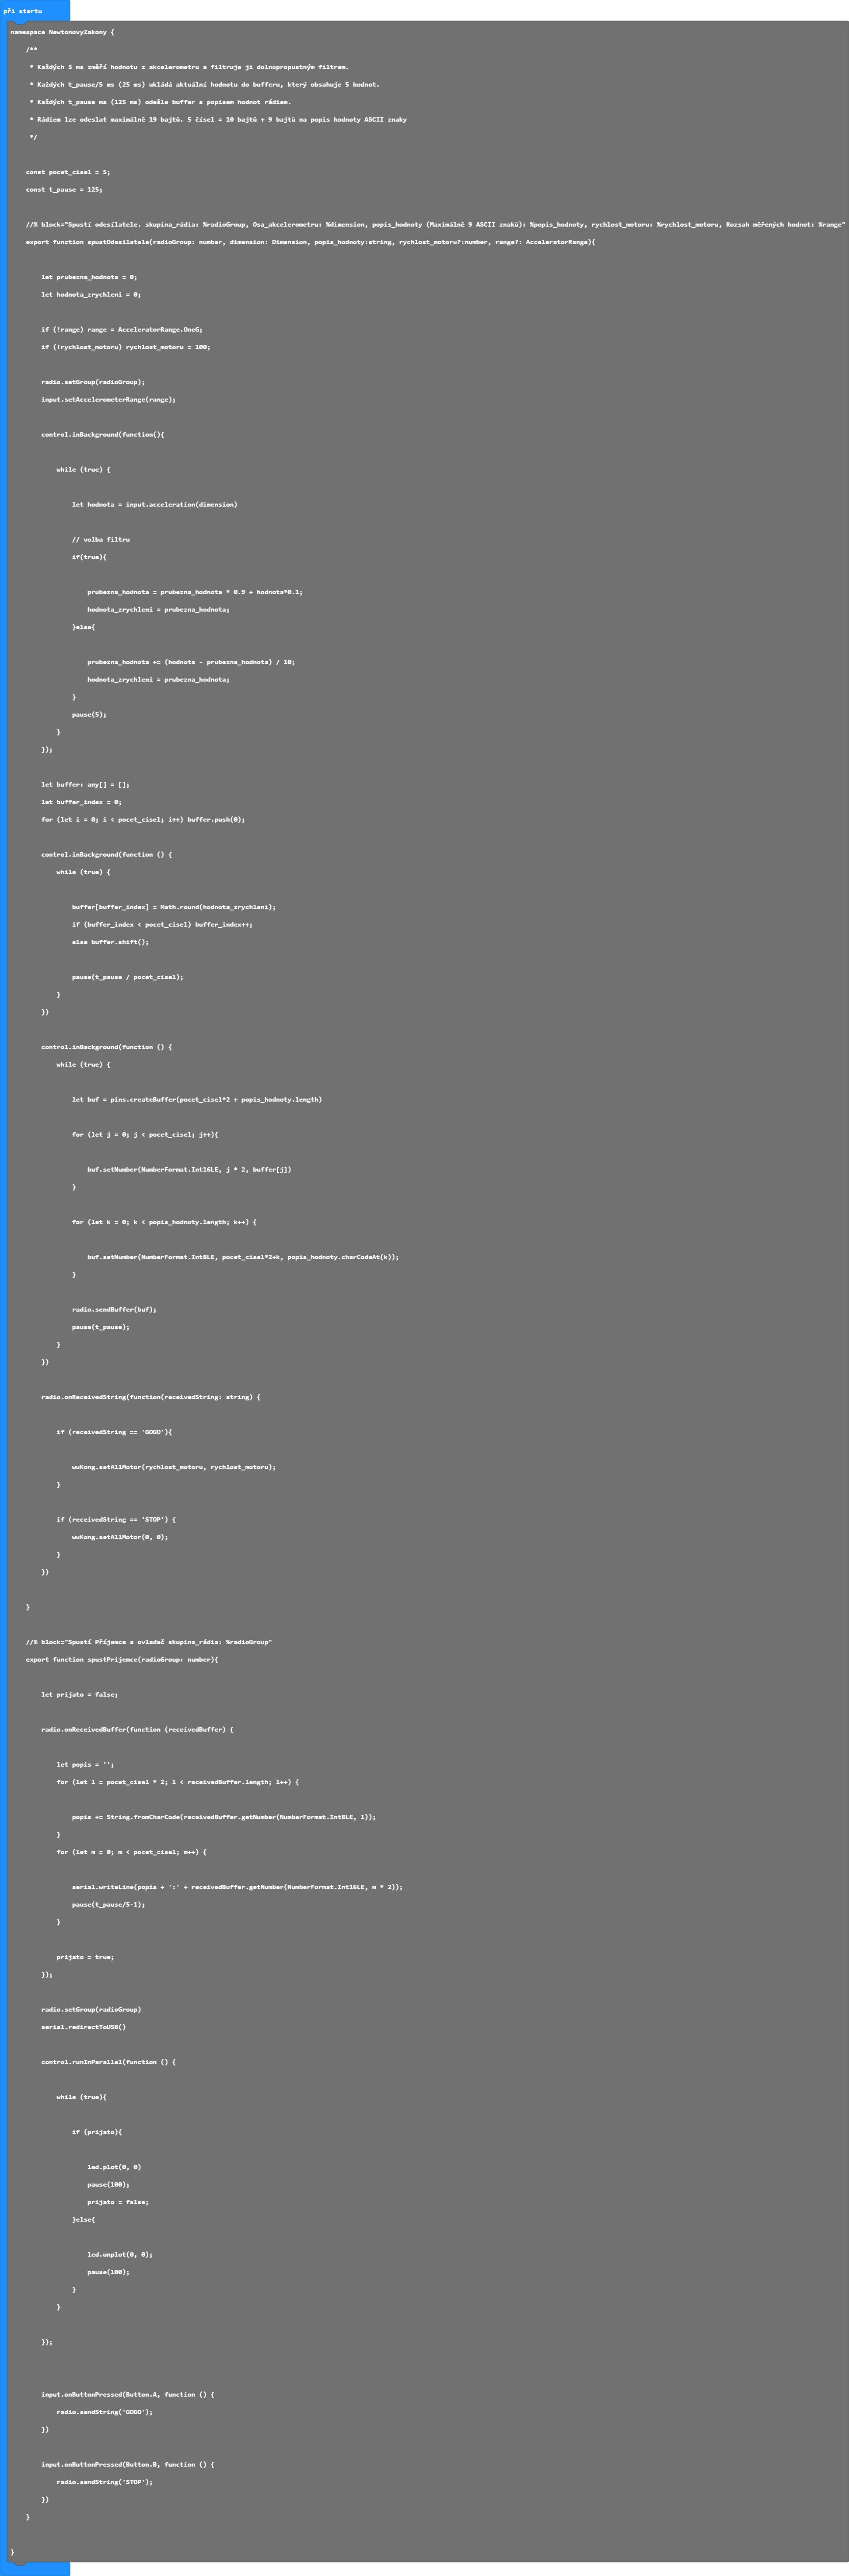 při startu
namespace NewtonovyZakony {
/**
* Každých 5 ms změří hodnotu z akcelerometru a filtruje ji dolnopropustným filtrem.
* Každých t_pause/5 ms (25 ms) ukládá aktuální hodnotu do bufferu, který obsahuje 5 hodnot.
* Každých t_pause ms (125 ms) odešle buffer s popisem hodnot rádiem.
* Rádiem lze odeslat maximálně 19 bajtů. 5 čísel = 10 bajtů + 9 bajtů na popis hodnoty ASCII znaky
*/
const pocet_cisel = 5;
const t_pause = 125;
//% block="Spustí odesílatele. skupina_rádia: %radioGroup, Osa_akcelerometru: %dimension, popis_hodnoty (Maximálně 9 ASCII znaků): %popis_hodnoty, rychlost_motoru: %rychlost_motoru, Rozsah měřených hodnot: %range"
export function spustOdesilatele(radioGroup: number, dimension: Dimension, popis_hodnoty:string, rychlost_motoru?:number, range?: AcceleratorRange){
let prubezna_hodnota = 0;
let hodnota_zrychleni = 0;
if (!range) range = AcceleratorRange.OneG;
if (!rychlost_motoru) rychlost_motoru = 100;
radio.setGroup(radioGroup);
input.setAccelerometerRange(range);
control.inBackground(function(){
while (true) {
let hodnota = input.acceleration(dimension)
// volba filtru
if(true){
prubezna_hodnota = prubezna_hodnota * 0.9 + hodnota*0.1;
hodnota_zrychleni = prubezna_hodnota;
}else{
prubezna_hodnota += (hodnota - prubezna_hodnota) / 10;
hodnota_zrychleni = prubezna_hodnota;
}
pause(5);
}
});
let buffer: any[] = [];
let buffer_index = 0;
for (let i = 0; i < pocet_cisel; i++) buffer.push(0);
control.inBackground(function () {
while (true) {
buffer[buffer_index] = Math.round(hodnota_zrychleni);
if (buffer_index < pocet_cisel) buffer_index++;
else buffer.shift();
pause(t_pause / pocet_cisel);
}
})
control.inBackground(function () {
while (true) {
let buf = pins.createBuffer(pocet_cisel*2 + popis_hodnoty.length)
for (let j = 0; j < pocet_cisel; j++){
buf.setNumber(NumberFormat.Int16LE, j * 2, buffer[j])
}
for (let k = 0; k < popis_hodnoty.length; k++) {
buf.setNumber(NumberFormat.Int8LE, pocet_cisel*2+k, popis_hodnoty.charCodeAt(k));
}
radio.sendBuffer(buf);
pause(t_pause);
}
})
radio.onReceivedString(function(receivedString: string) {
if (receivedString == 'GOGO'){
wuKong.setAllMotor(rychlost_motoru, rychlost_motoru);
}
if (receivedString == 'STOP') {
wuKong.setAllMotor(0, 0);
}
})
}
//% block="Spustí Příjemce a ovladač skupina_rádia: %radioGroup"
export function spustPrijemce(radioGroup: number){
let prijato = false;
radio.onReceivedBuffer(function (receivedBuffer) {
let popis = '';
for (let l = pocet_cisel * 2; l < receivedBuffer.length; l++) {
popis += String.fromCharCode(receivedBuffer.getNumber(NumberFormat.Int8LE, l));
}
for (let m = 0; m < pocet_cisel; m++) {
serial.writeLine(popis + ':' + receivedBuffer.getNumber(NumberFormat.Int16LE, m * 2));
pause(t_pause/5-1);
}
prijato = true;
});
radio.setGroup(radioGroup)
serial.redirectToUSB()
control.runInParallel(function () {
while (true){
if (prijato){
led.plot(0, 0)
pause(100);
prijato = false;
}else{
led.unplot(0, 0);
pause(100);
}
}
});
input.onButtonPressed(Button.A, function () {
radio.sendString('GOGO');
})
input.onButtonPressed(Button.B, function () {
radio.sendString('STOP');
})
}
}